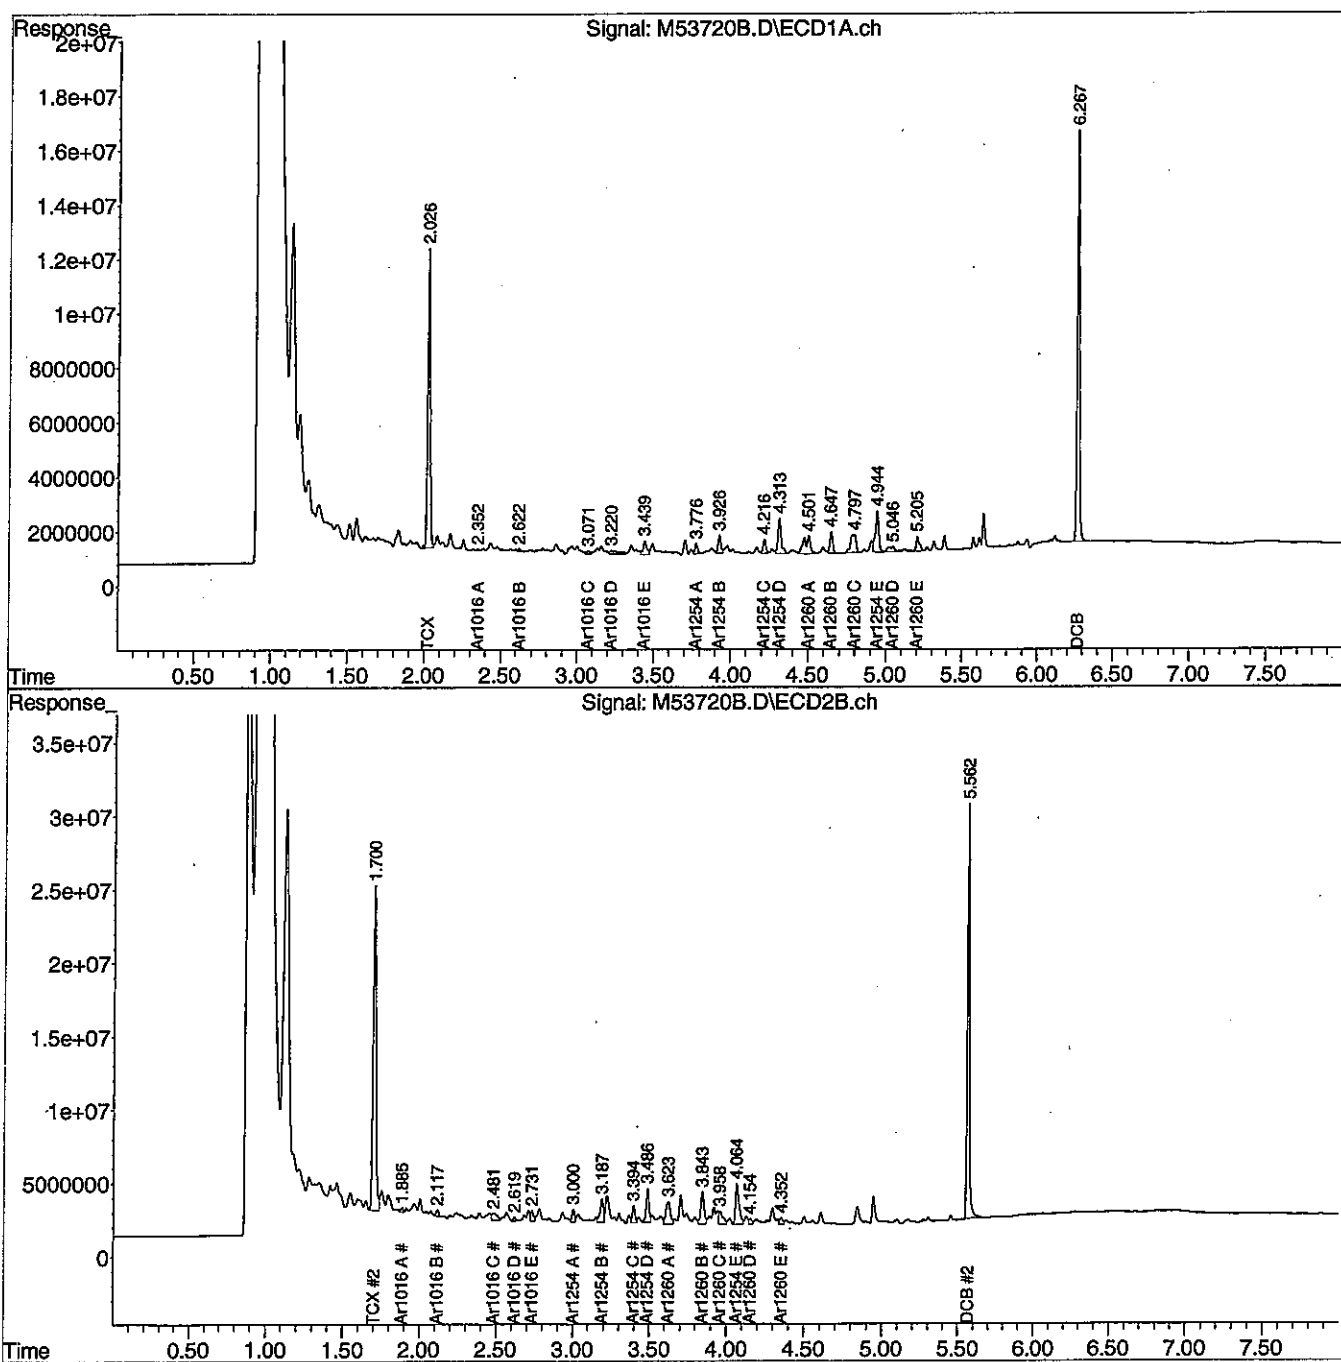 Response
Signal: M53720B.D\ECD1A.ch
2e+07
1.8e+07
1.6e+07
1.4e+07
1.2e+07
1e+07
8000000
6000000
4000000
2000000
0
2.026
2.352
2.622
3.071
3.220
3.439
3.776
3.926
4.216
4.313
4.501
4.647
4.797
4.944
5.046
5.205
6.267
TCX
Ar1016 A
Ar1016 B
Ar1016 C
Ar1016 D
Ar1016 E
Ar1254 A
Ar1254 B
Ar1254 C
Ar1254 D
Ar1260 A
Ar1260 B
Ar1260 C
Ar1254 E
Ar1260 D
Ar1260 E
DCB
Time 0.50 1.00 1.50 2.00 2.50 3.00 3.50 4.00 4.50 5.00 5.50 6.00 6.50 7.00 7.50
Response
Signal: M53720B.D\ECD2B.ch
3.5e+07
3e+07
2.5e+07
2e+07
1.5e+07
1e+07
5000000
0
1.700
1.885
2.117
2.481
2.619
2.731
3.000
3.187
3.394
3.486
3.623
3.843
3.958
4.064
4.154
4.352
5.562
TCX #2
Ar1016 A #
Ar1016 B #
Ar1016 C #
Ar1016 D #
Ar1016 E #
Ar1254 A #
Ar1254 B #
Ar1254 C #
Ar1254 D #
Ar1260 A #
Ar1260 B #
Ar1260 C #
Ar1254 E #
Ar1260 D #
Ar1260 E #
DCB #2
Time 0.50 1.00 1.50 2.00 2.50 3.00 3.50 4.00 4.50 5.00 5.50 6.00 6.50 7.00 7.50